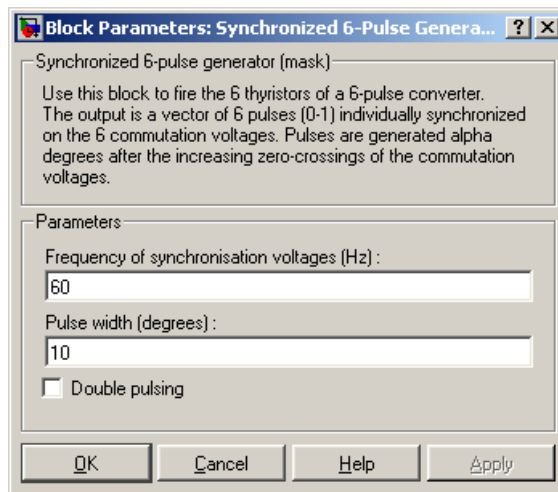 Block Parameters: Synchronized 6-Pulse Genera...
Synchronized 6-pulse generator (mask)
Use this block to fire the 6 thyristors of a 6-pulse converter.
The output is a vector of 6 pulses (0-1) individually synchronized
on the 6 commutation voltages. Pulses are generated alpha
degrees after the increasing zero-crossings of the commutation
voltages.
Parameters
Frequency of synchronisation voltages (Hz) :
60
Pulse width (degrees) :
10
Double pulsing
OK Cancel Help Apply